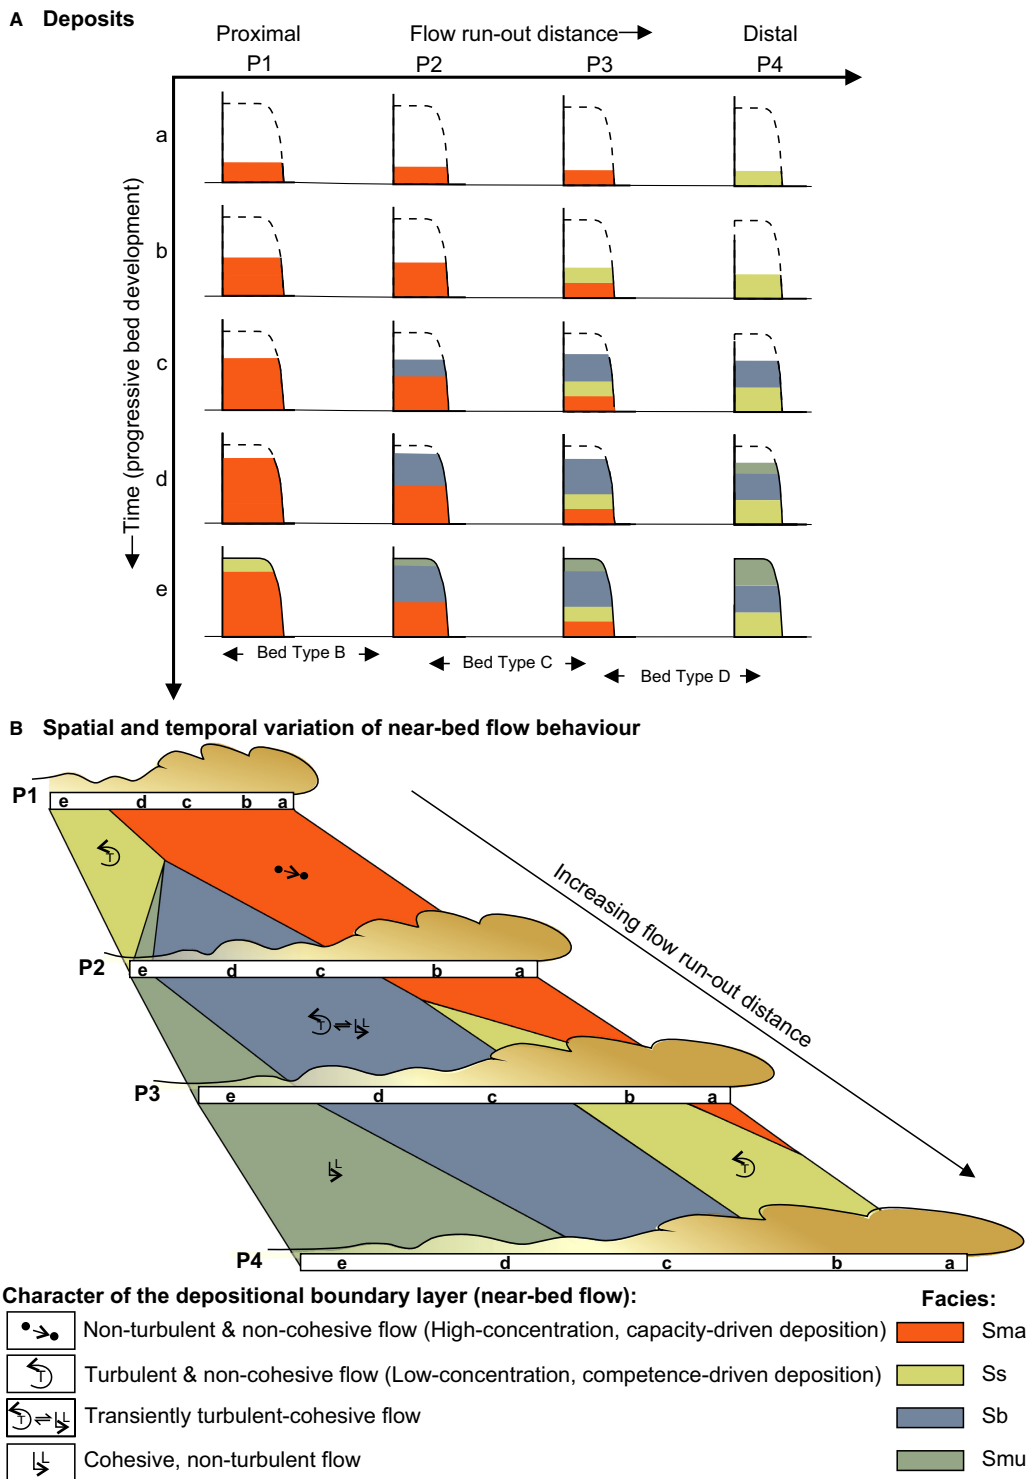 A Deposits
Proximal Flow run-out distance Distal
P1 P2 P3 P4
Time (progressive bed development)
a
b
c
d
e
Bed Type B
Bed Type C
Bed Type D
B Spatial and temporal variation of near-bed flow behaviour
P1
e d c b a
T
Increasing flow run-out distance
P2
e d c b a
T L L
P3
e d c b a
T
L L
P4
e d c b a
Character of the depositional boundary layer (near-bed flow):
Facies:
Non-turbulent & non-cohesive flow (High-concentration, capacity-driven deposition)
Sma
T Turbulent & non-cohesive flow (Low-concentration, competence-driven deposition)
Ss
T L L Transiently turbulent-cohesive flow
Sb
L L Cohesive, non-turbulent flow
Smu